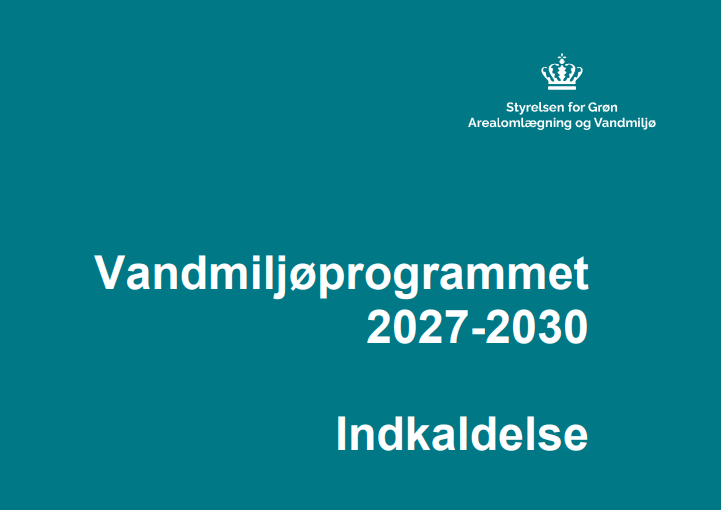 Styrelsen for Grøn
Arealomlægning og Vandmiljø
Vandmiljøprogrammet
2027-2030
Indkaldelse